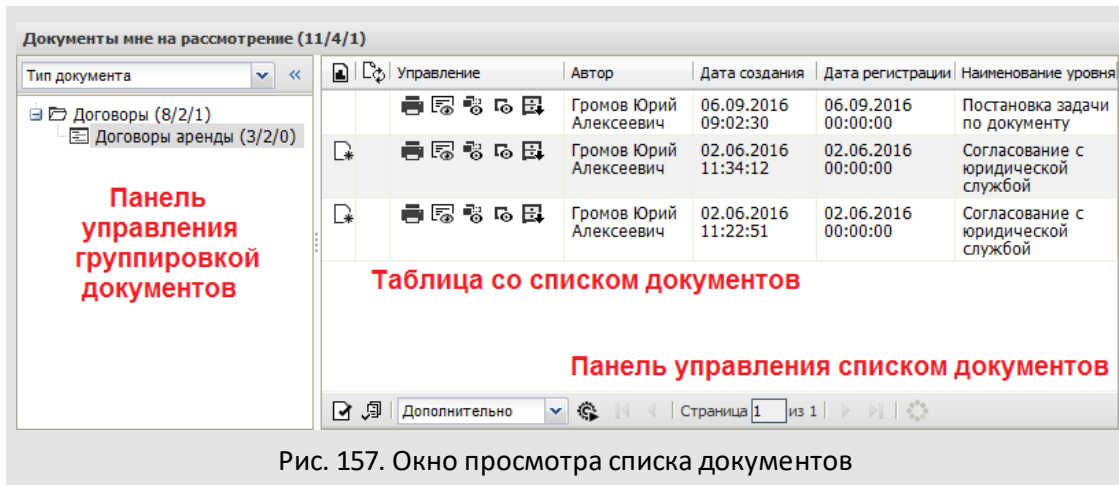 Документы мне на рассмотрение (11/4/1)
Тип документа
Управление Автор Дата создания Дата регистрации Наименование уровня
Договоры (8/2/1)
Договоры аренды (3/2/0)
Панель
управления
группировкой
документов
Громов Юрий 06.09.2016 06.09.2016 Постановка задачи
Алексеевич 09:02:30 00:00:00 по документу
Громов Юрий 02.06.2016 02.06.2016 Согласование с
Алексеевич 11:34:12 00:00:00 юридической
службой
Громов Юрий 02.06.2016 02.06.2016 Согласование с
Алексеевич 11:22:51 00:00:00 юридической
службой
Таблица со списком документов
Панель управления списком документов
Дополнительно Страница 1 из 1
Рис. 157. Окно просмотра списка документов